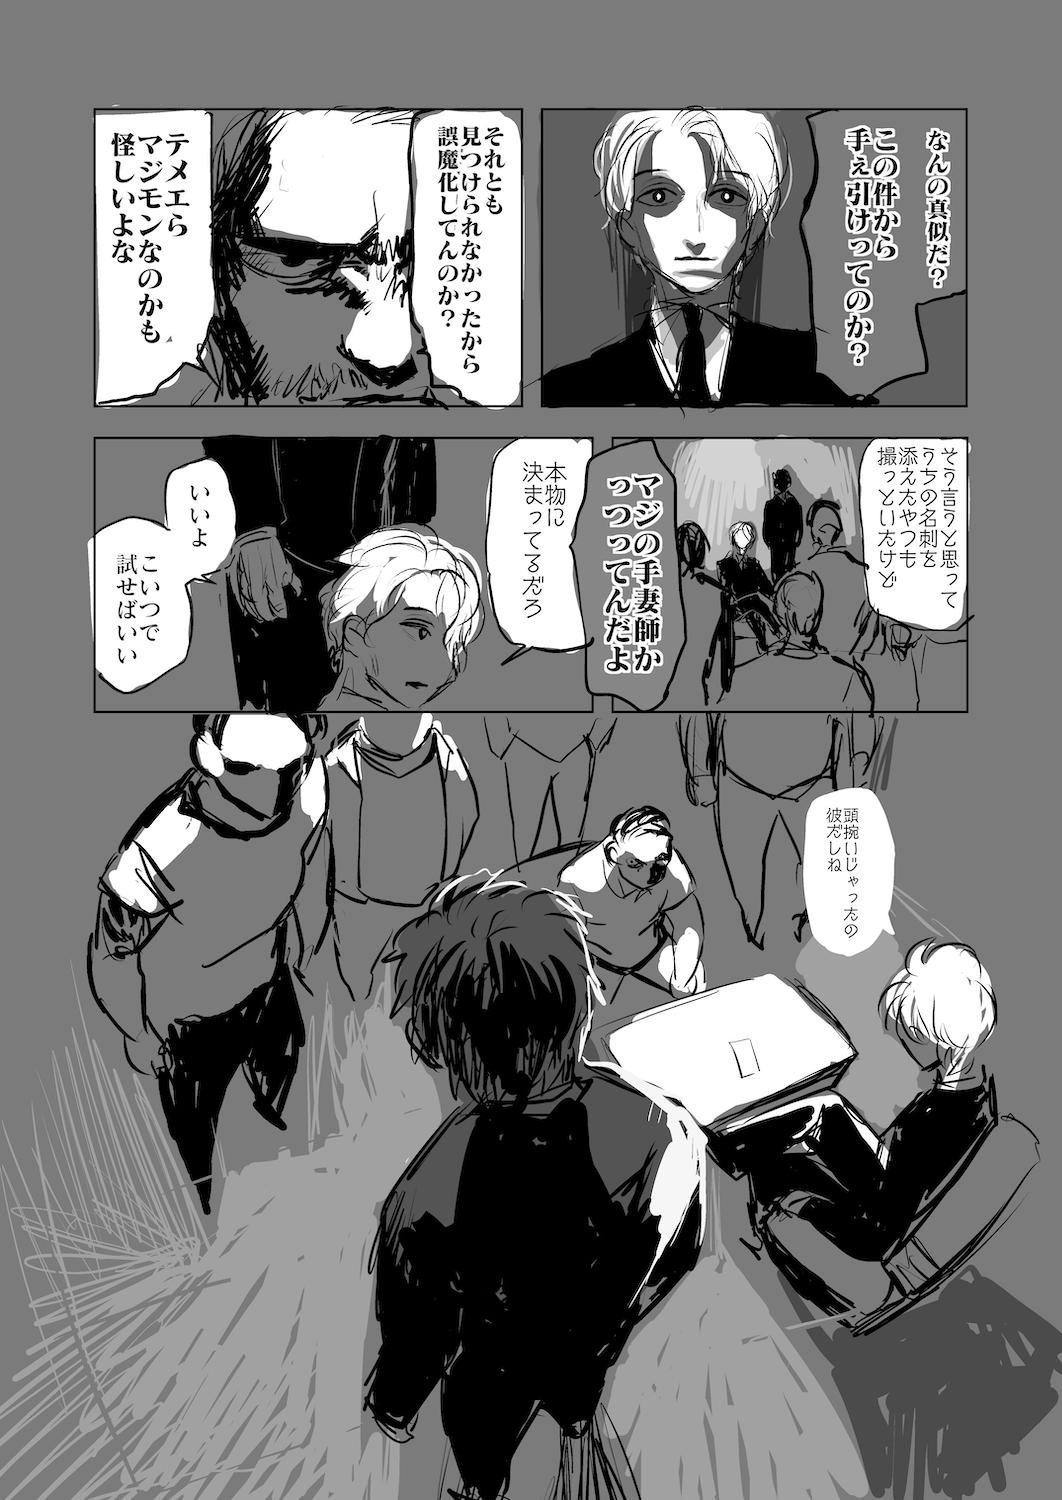 なんの真似だ？
この件から
手ぇ引けってのか？
それとも
見つけられなかったから
誤魔化してんのか？
テメエら
マジモンなのかも
怪しいよな
そう言うと思って
うちの名刺を
添えたやつも
撮っといたけど
マジの手妻師か
っつってんだよ
本物に
決まってるだろ
いいよ
こいつで
試せばいい
頭捥いじゃったの
彼だしね